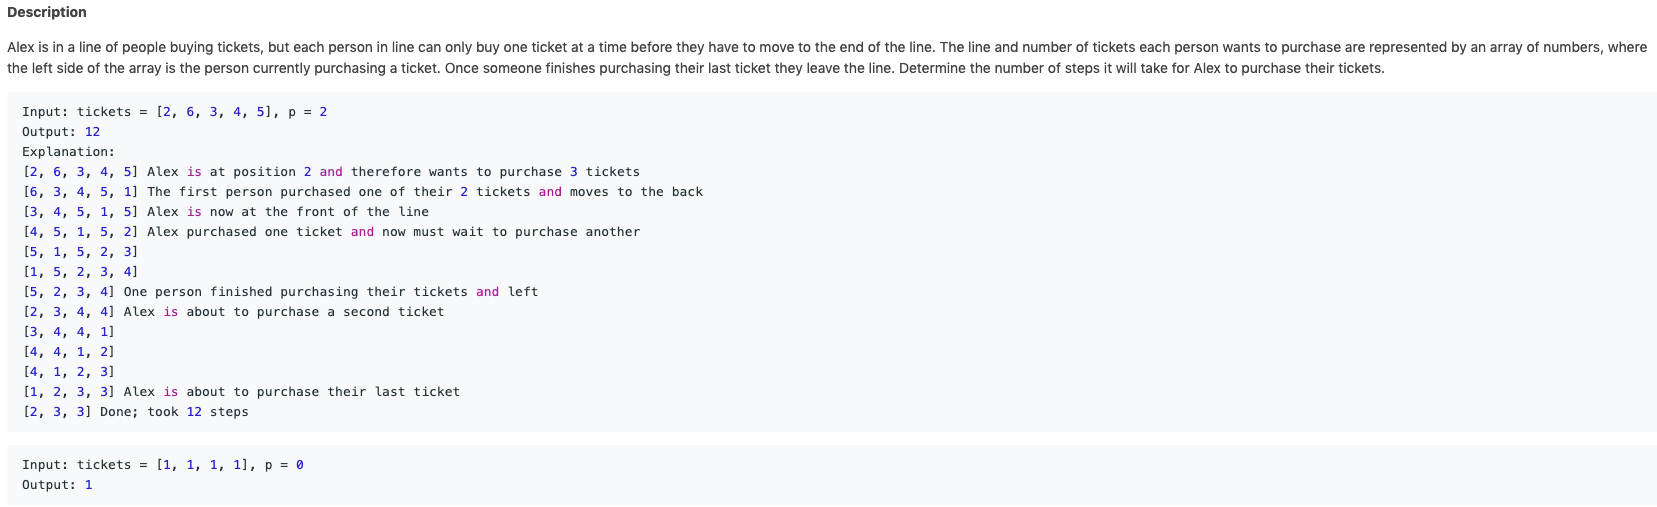 Description
Alex is in a line of people buying tickets, but each person in line can only buy one ticket at a time before they have to move to the end of the line. The line and number of tickets each person wants to purchase are represented by an array of numbers, where
the left side of the array is the person currently purchasing a ticket. Once someone finishes purchasing their last ticket they leave the line. Determine the number of steps it will take for Alex to purchase their tickets.
Input: tickets = [2, 6, 3, 4, 5], p = 2
Output: 12
Explanation:
[2, 6, 3, 4, 5] Alex is at position 2 and therefore wants to purchase 3 tickets
[6, 3, 4, 5, 1] The first person purchased one of their 2 tickets and moves to the back
[3, 4, 5, 1, 5] Alex is now at the front of the line
[4, 5, 1, 5, 2] Alex purchased one ticket and now must wait to purchase another
[5, 1, 5, 2, 3]
[1, 5, 2, 3, 4]
[5, 2, 3, 4] One person finished purchasing their tickets and left
[2, 3, 4, 4] Alex is about to purchase a second ticket
[3, 4, 4, 1]
[4, 4, 1, 2]
[4, 1, 2, 3]
[1, 2, 3, 3] Alex is about to purchase their last ticket
[2, 3, 3] Done; took 12 steps
Input: tickets = [1, 1, 1, 1], p = 0
Output: 1